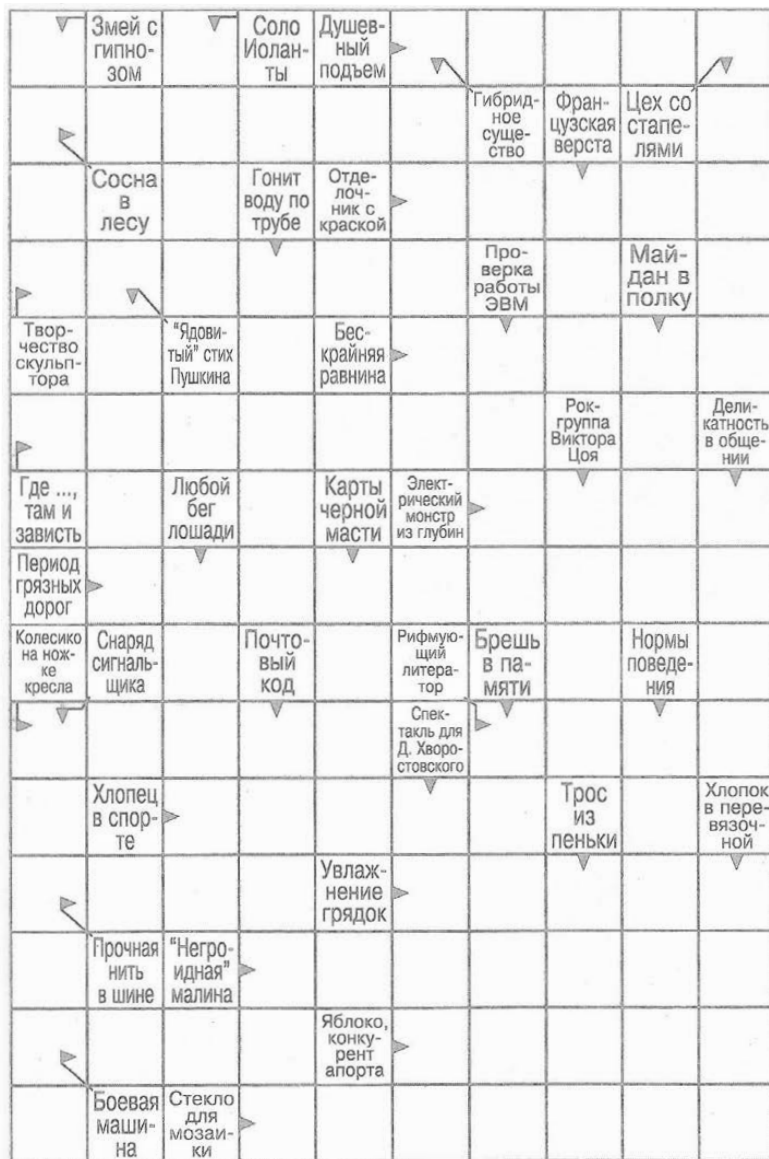 Змей с
гипно-
зом
Соло
Иолан-
ты
Душев-
ный
подъем
Гибрид-
ное
суще-
ство
Фран-
цузская
верста
Цех со
стапе-
лями
Сосна
в
лесу
Гонит
воду по
трубе
Отде-
лоч-
ник с
краской
Про-
верка
работы
ЭВМ
Май-
дан в
полку
Твор-
чество
скульп-
тора
"Ядови-
тый" стих
Пушкина
Бес-
крайняя
равнина
Рок-
группа
Виктора
Цоя
Дели-
катность
в обще-
нии
Где ...,
там и
зависть
Любой
бег
лошади
Карты
черной
масти
Элект-
рический
монстр
из глубин
Период
грязных
дорог
Колесико
на нож-
ке
кресла
Снаряд
сигналь-
щика
Почто-
вый
код
Рифмую-
щий
литера-
тор
Брешь
в па-
мяти
Нормы
поведе-
ния
Спек-
такль для
Д. Хворо-
стовского
Хлопец
в спор-
те
Трос
из
пеньки
Хлопок
в пере-
вязоч-
ной
Увлаж-
нение
грядок
Прочная
нить
в шине
"Негро-
идная"
малина
Яблоко,
конку-
рент
апорта
Боевая
маши-
на
Стекло
для
мозаи-
ки